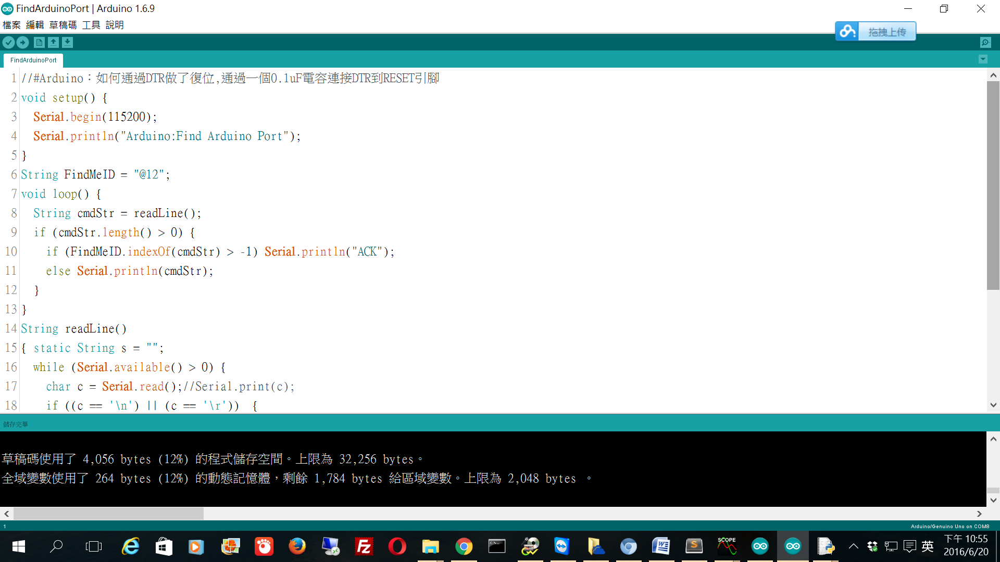 FindArduinoPort | Arduino 1.6.9
檔案 編輯 草稿碼 工具 說明
拖拽上传
FindArduinoPort
1 //#Arduino：如何通過DTR做了復位,通過一個0.1uF電容連接DTR到RESET引腳
2 void setup() {
3 Serial.begin(115200);
4 Serial.println("Arduino:Find Arduino Port");
5 }
6 String FindMeID = "@12";
7 void loop() {
8 String cmdStr = readLine();
9 if (cmdStr.length() > 0) {
10 if (FindMeID.indexOf(cmdStr) > -1) Serial.println("ACK");
11 else Serial.println(cmdStr);
12 }
13 }
14 String readLine()
15 { static String s = "";
16 while (Serial.available() > 0) {
17 char c = Serial.read();//Serial.print(c);
18 if ((c == '\n') || (c == '\r')) {
儲存完畢
草稿碼使用了 4,056 bytes (12%) 的程式儲存空間。上限為 32,256 bytes。
全域變數使用了 264 bytes (12%) 的動態記憶體，剩餘 1,784 bytes 給區域變數。上限為 2,048 bytes 。
1
Arduino/Genuino Uno on COM8
SCOPE
英
下午 10:55
2016/6/20